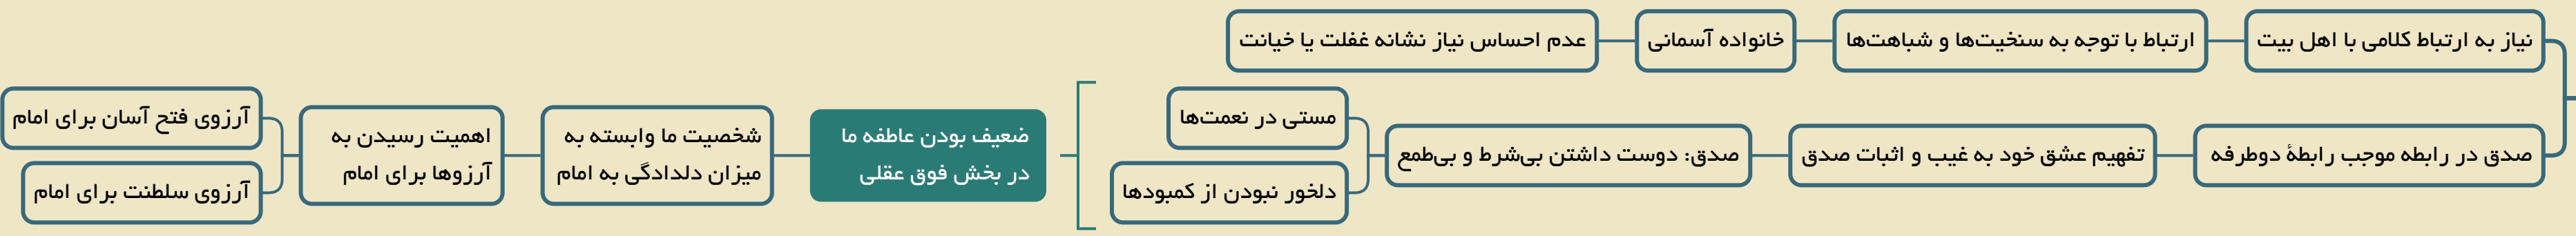 نیاز به ارتباط کلامی با اهل بیت
ارتباط با توجه به سنخیت‌ها و شباهت‌ها
خانواده آسمانی
عدم احساس نیاز نشانه غفلت یا خیانت
صدق در رابطه موجب رابطهٔ دوطرفه
تفهیم عشق خود به غیب و اثبات صدق
صدق: دوست داشتن بی‌شرط و بی‌طمع
مستی در نعمت‌ها
دلخور نبودن از کمبودها
ضعیف بودن عاطفه ما
در بخش فوق عقلی
شخصیت ما وابسته به
میزان دلدادگی به امام
اهمیت رسیدن به
آرزوها برای امام
آرزوی فتح آسان برای امام
آرزوی سلطنت برای امام